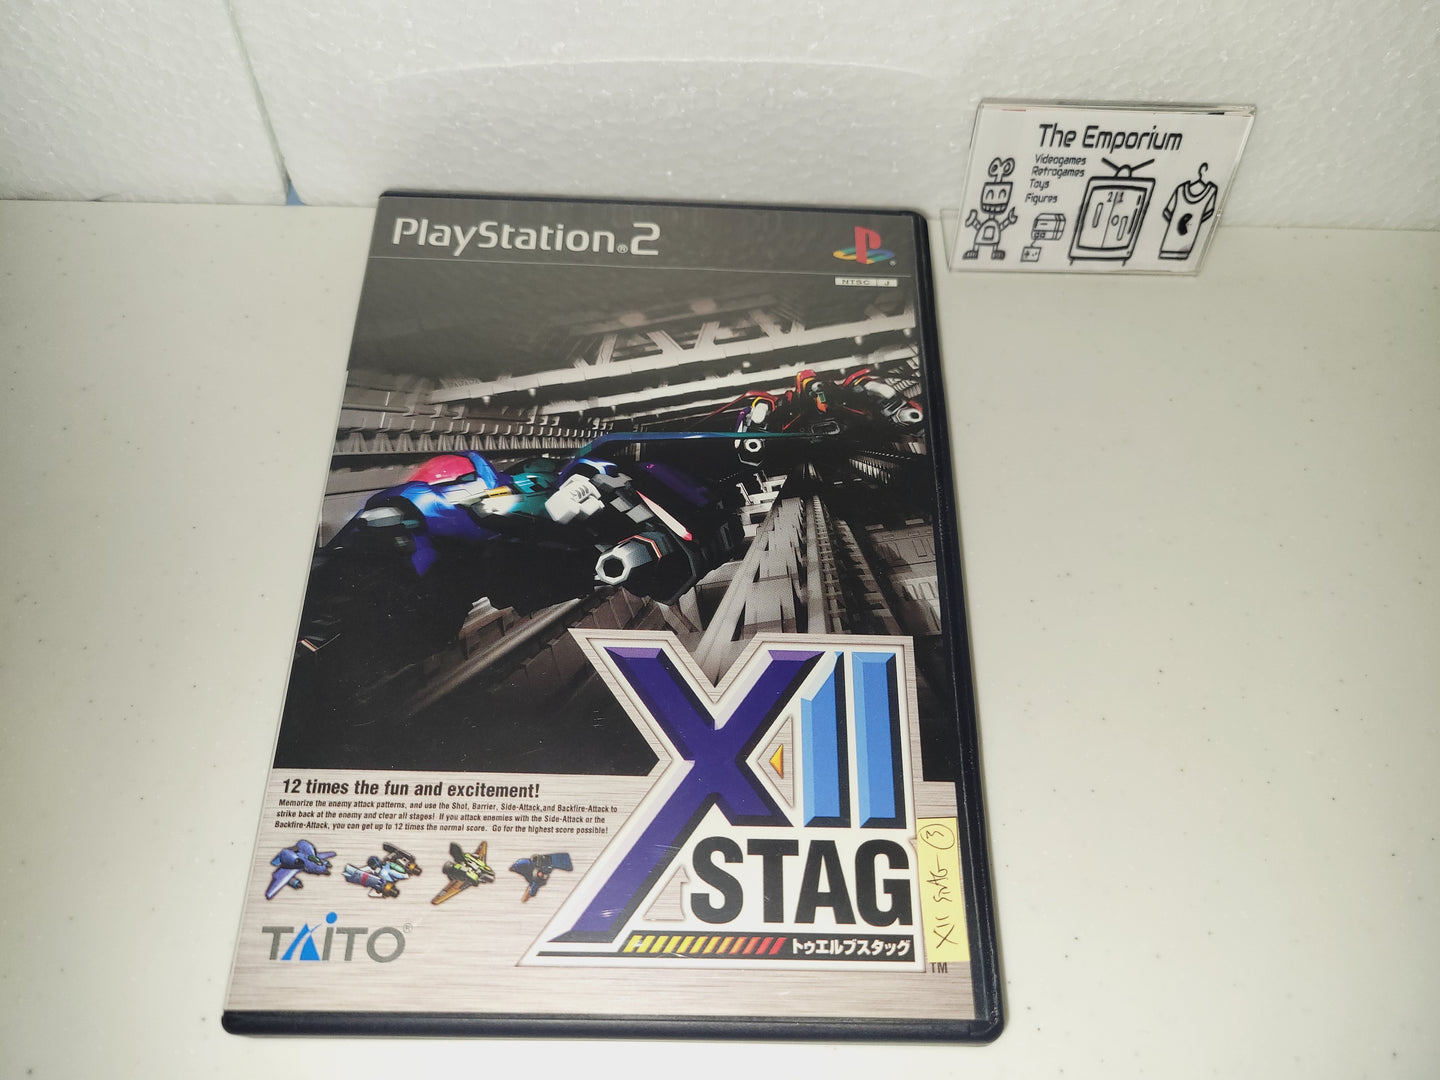 The Emporium
Videogames
Retrogames
Toys
Figures
21
PlayStation®2
NTSC J
XII
STAG
トゥエルブスタッグ
TM
12 times the fun and excitement!
Memorize the enemy attack patterns, and use the Shot, Barrier, Side-Attack,and Backfire-Attack to
strike back at the enemy and clear all stages! If you attack enemies with the Side-Attack or the
Backfire-Attack, you can get up to 12 times the normal score. Go for the highest score possible!
TAITO®
XII STAG 3